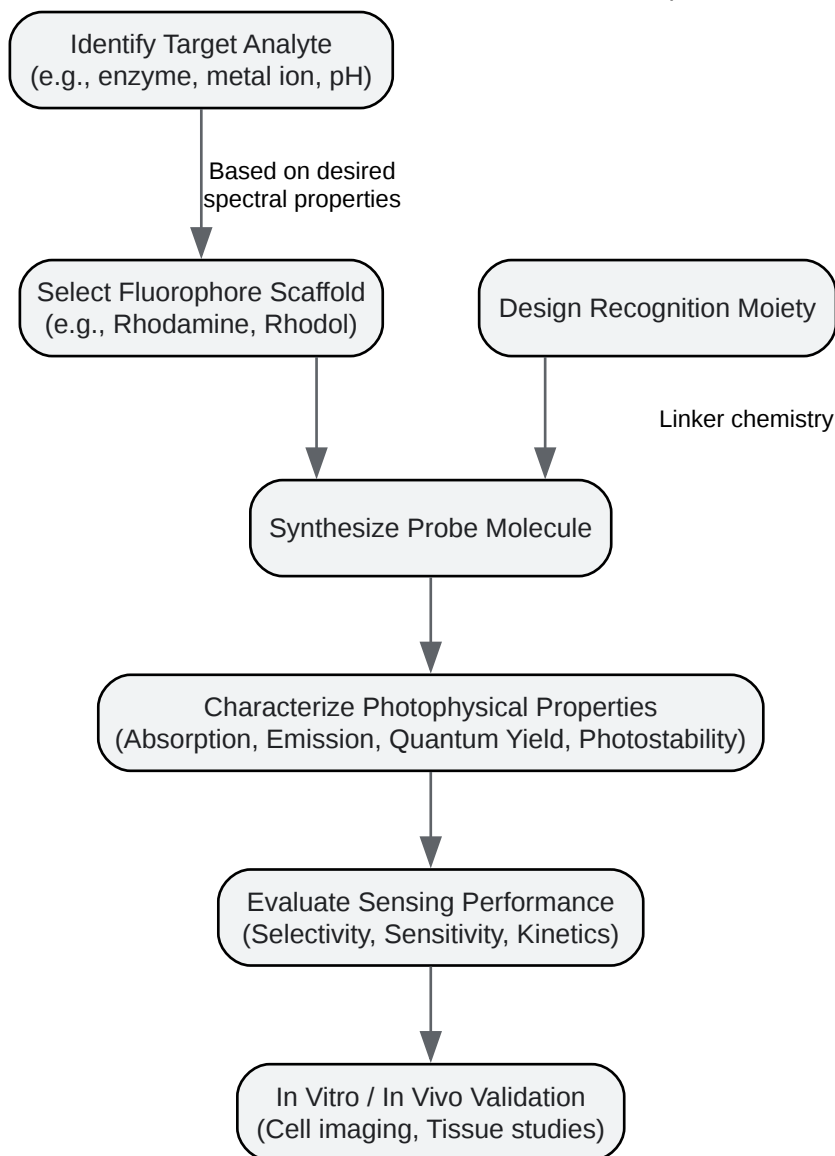 Identify Target Analyte
(e.g., enzyme, metal ion, pH)
Based on desired
spectral properties
Select Fluorophore Scaffold
(e.g., Rhodamine, Rhodol)
Design Recognition Moiety
Linker chemistry
Synthesize Probe Molecule
Characterize Photophysical Properties
(Absorption, Emission, Quantum Yield, Photostability)
Evaluate Sensing Performance
(Selectivity, Sensitivity, Kinetics)
In Vitro / In Vivo Validation
(Cell imaging, Tissue studies)